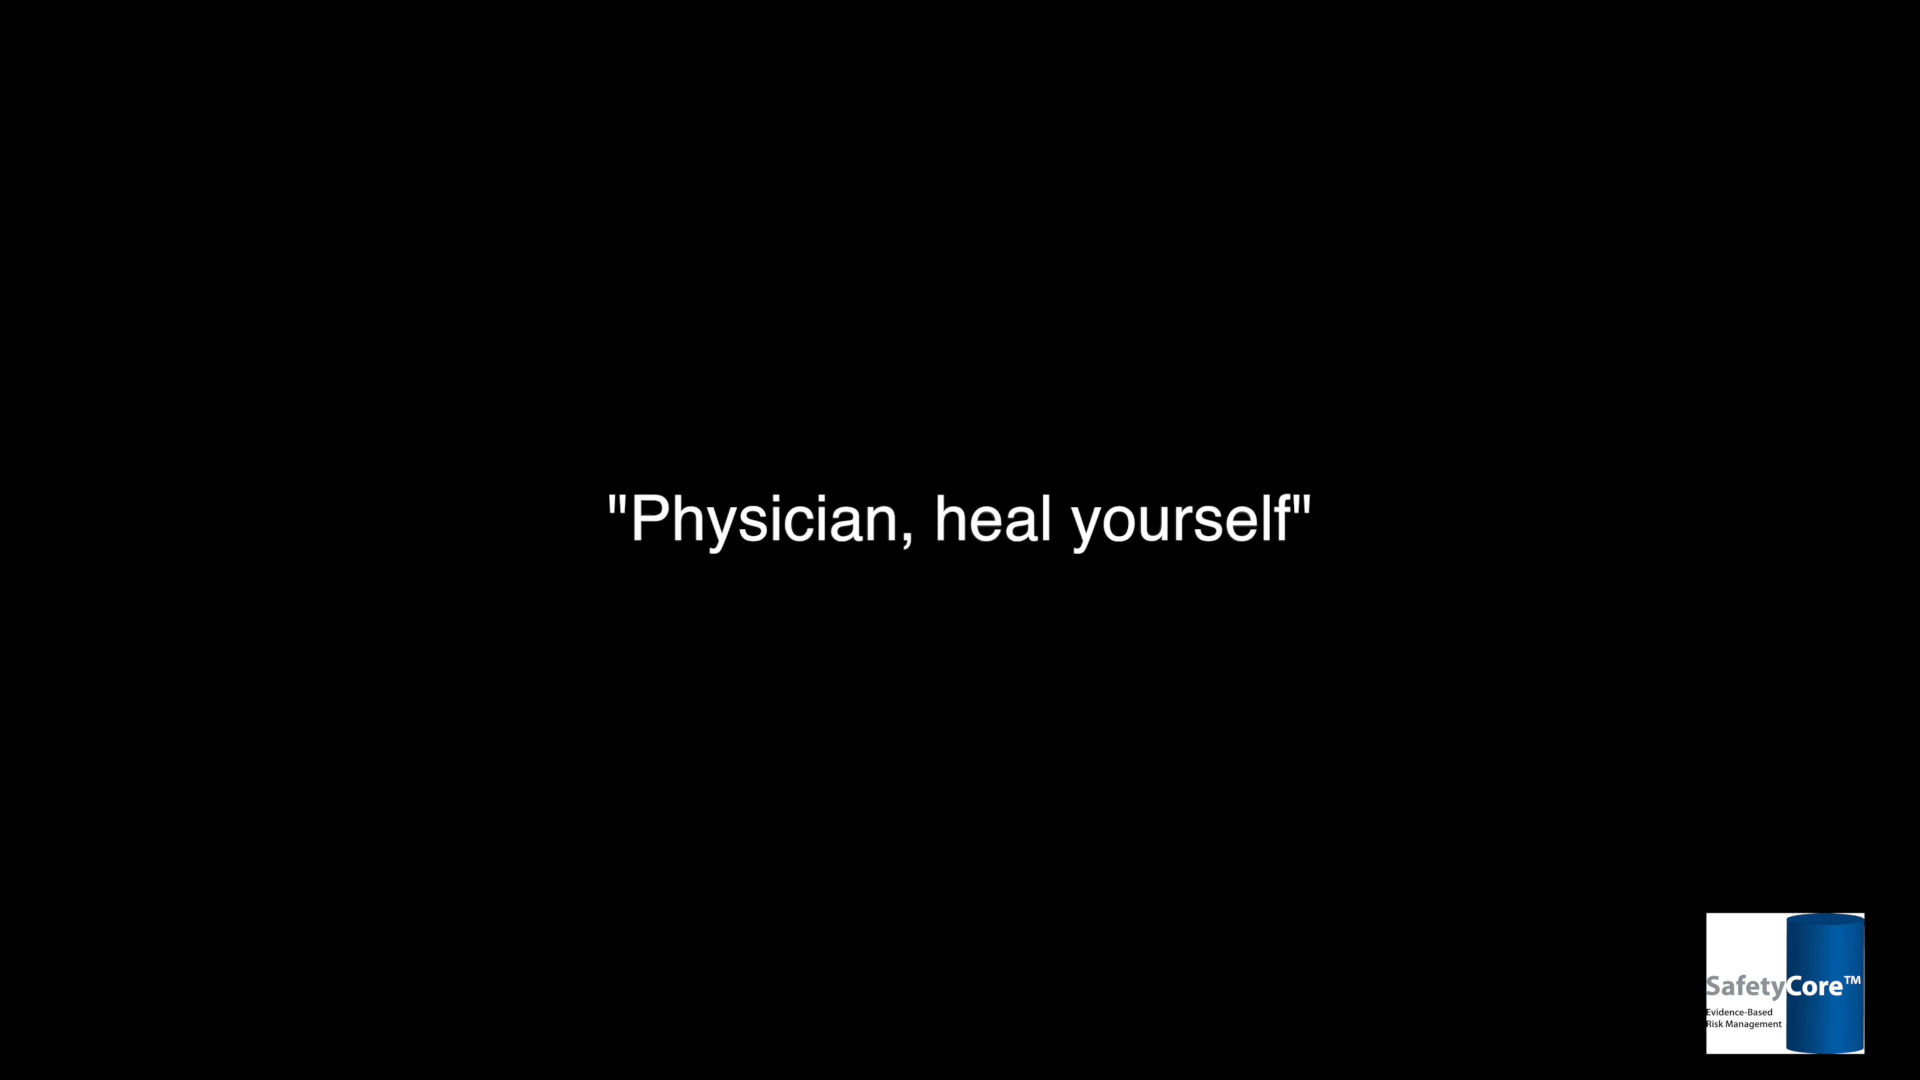 "Physician, heal yourself"
SafetyCore™
Evidence-Based
Risk Management